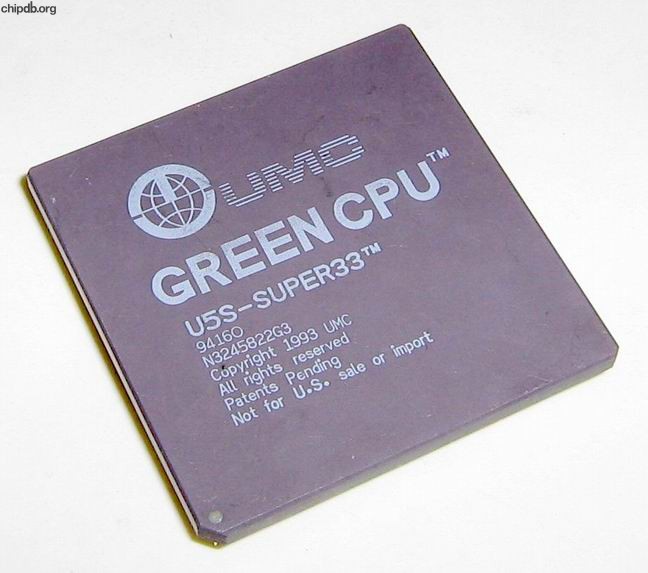 chipdb.org
UMC
GREEN CPU™
U5S-SUPER33™
9416O
N3245822G3
Copyright 1993 UMC
All rights reserved
Patents Pending
Not for U.S. sale or import